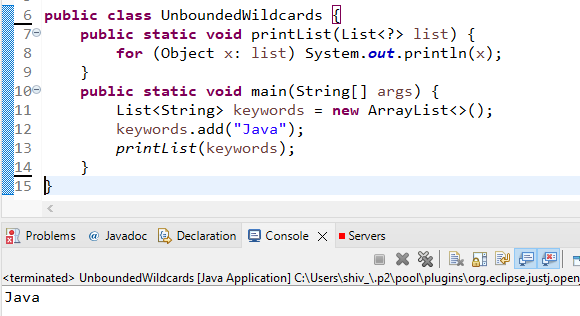 6 public class UnboundedWildcards {
7 public static void printList(List<?> list) {
8 for (Object x: list) System.out.println(x);
9 }
10 public static void main(String[] args) {
11 List<String> keywords = new ArrayList<>();
12 keywords.add("Java");
13 printList(keywords);
14 }
15 }
Problems @ Javadoc Declaration Console Servers
<terminated> UnboundedWildcards [Java Application] C:\Users\shiv_\.p2\pool\plugins\org.eclipse.justj.openj
Java